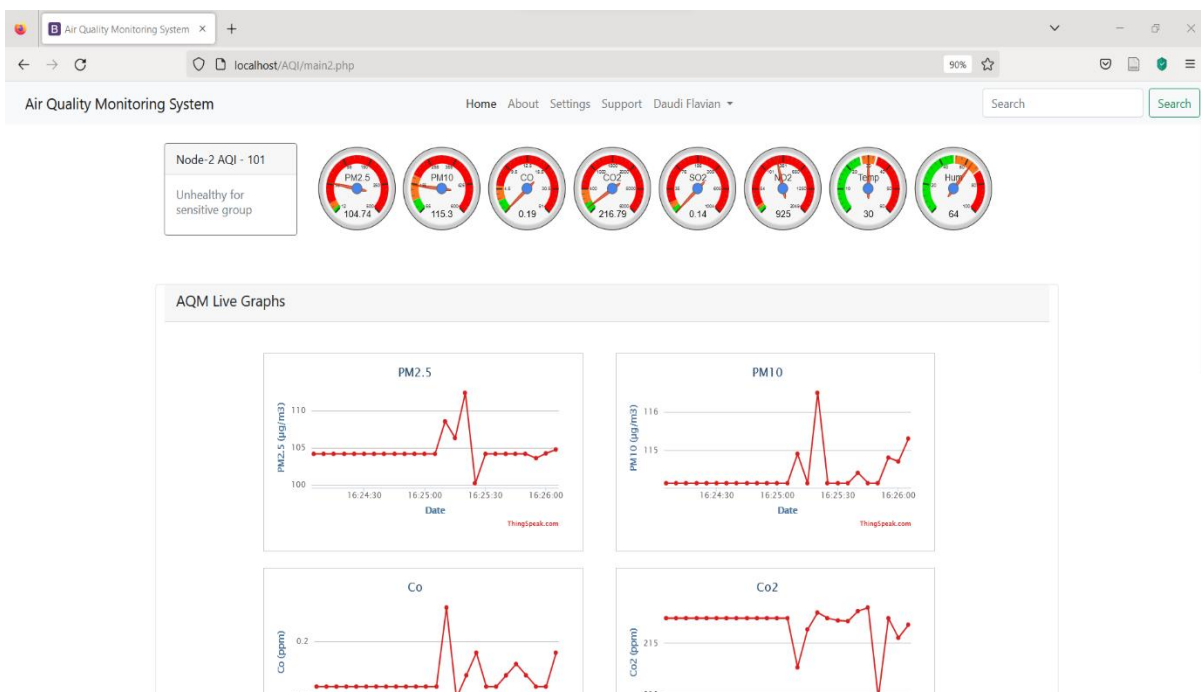 Air Quality Monitoring System
localhost/AQI/main2.php
90%
Air Quality Monitoring System
Home About Settings Support Daudi Flavian
Search
Search
Node-2 AQI - 101
Unhealthy for
sensitive group
PM2.5
104.74
PM10
115.3
CO
0.19
CO2
216.79
SO2
0.14
NO2
925
Temp
30
Hum
64
AQM Live Graphs
PM2.5
PM2.5 (µg/m3)
110
105
100
16:24:30 16:25:00 16:25:30 16:26:00
Date
ThingSpeak.com
PM10
PM10 (µg/m3)
116
115
16:24:30 16:25:00 16:25:30 16:26:00
Date
ThingSpeak.com
Co
Co (ppm)
0.2
Co2
Co2 (ppm)
215